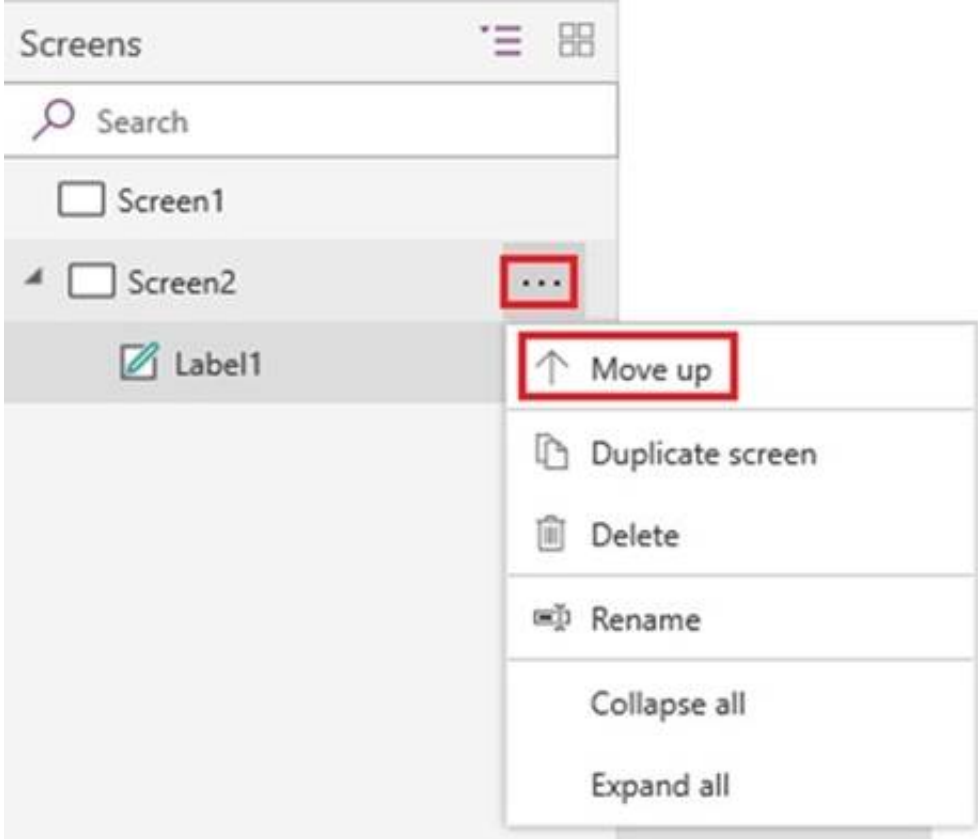 Screens
Search
Screen1
Screen2
...
Label1
Move up
Duplicate screen
Delete
Rename
Collapse all
Expand all